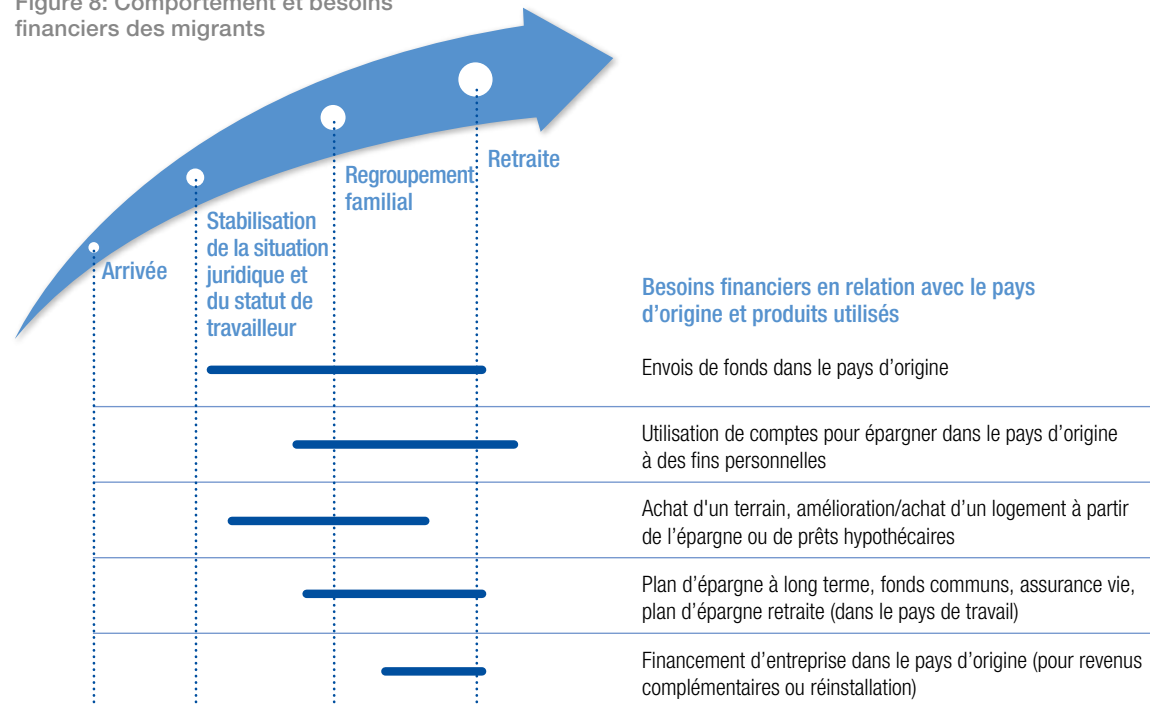 Figure 8: Comportement et besoins
financiers des migrants
Retraite
Regroupement
familial
Stabilisation
de la situation
juridique et
du statut de
travailleur
Arrivée
Besoins financiers en relation avec le pays
d’origine et produits utilisés
Envois de fonds dans le pays d’origine
Utilisation de comptes pour épargner dans le pays d’origine
à des fins personnelles
Achat d'un terrain, amélioration/achat d’un logement à partir
de l’épargne ou de prêts hypothécaires
Plan d’épargne à long terme, fonds communs, assurance vie,
plan d’épargne retraite (dans le pays de travail)
Financement d’entreprise dans le pays d’origine (pour revenus
complémentaires ou réinstallation)